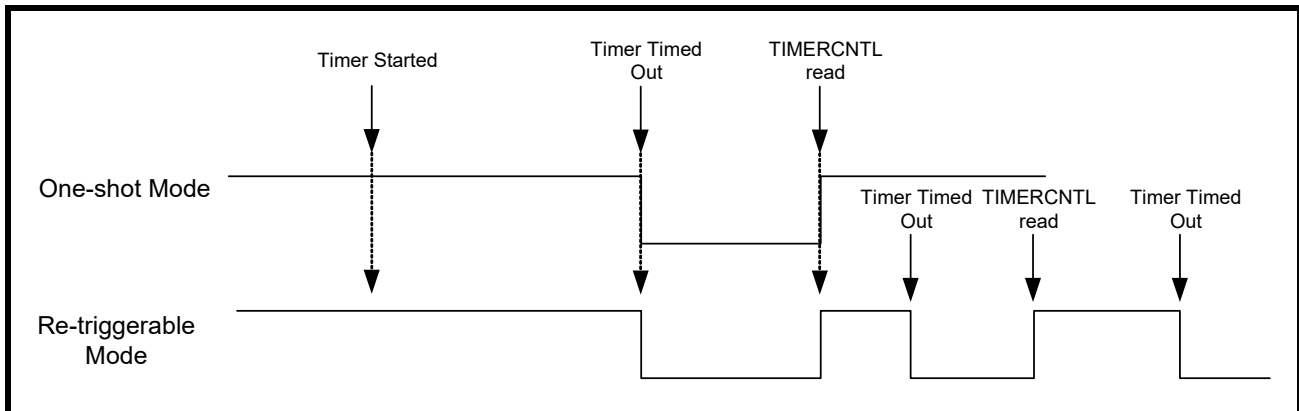 Timer Started
Timer Timed
Out
TIMERCNTL
read
One-shot Mode
Timer Timed
Out
TIMERCNTL
read
Timer Timed
Out
Re-triggerable
Mode